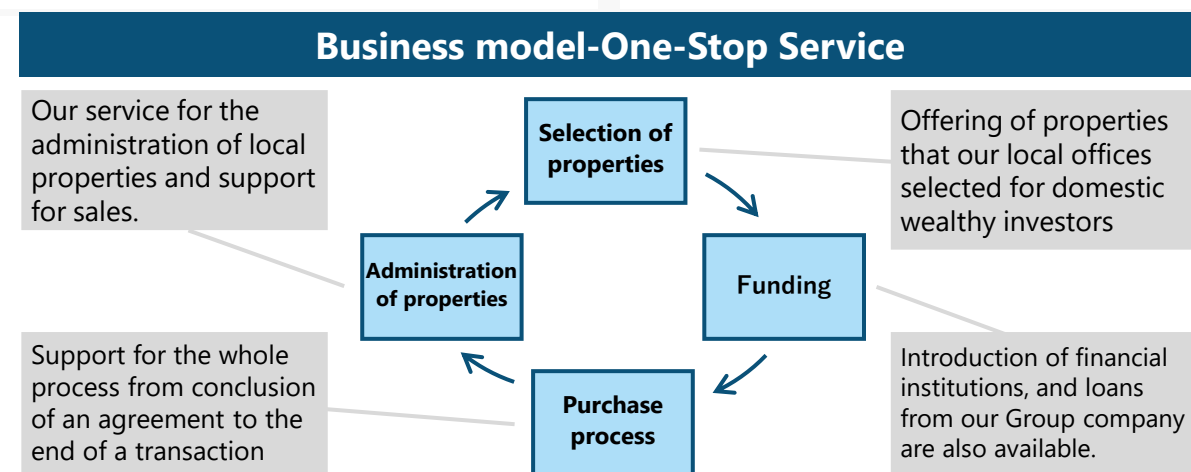 Business model-One-Stop Service
Our service for the
administration of local
properties and support
for sales.
Selection of
properties
Offering of properties
that our local offices
selected for domestic
wealthy investors
Administration
of properties
Funding
Support for the whole
process from conclusion
of an agreement to the
end of a transaction
Purchase
process
Introduction of financial
institutions, and loans
from our Group company
are also available.